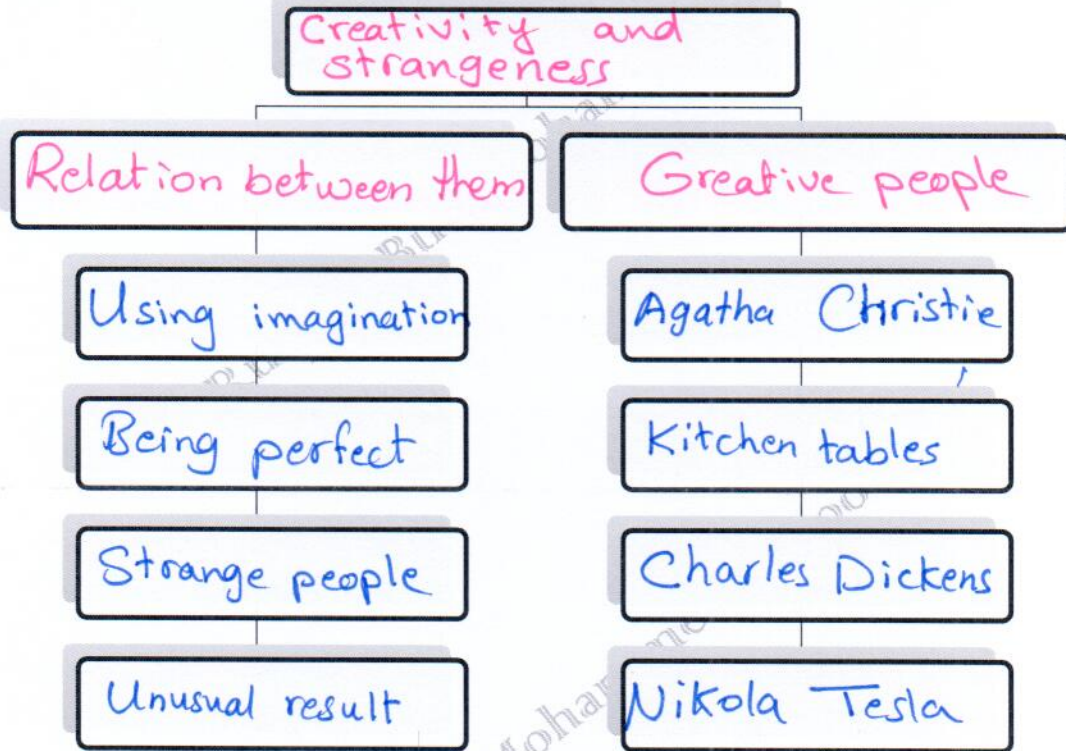 Creativity and
strangeness
Relation between them
Greative people
Using imagination
Agatha Christie
Being perfect
Kitchen tables
Strange people
Charles Dickens
Unusual result
Nikola Tesla